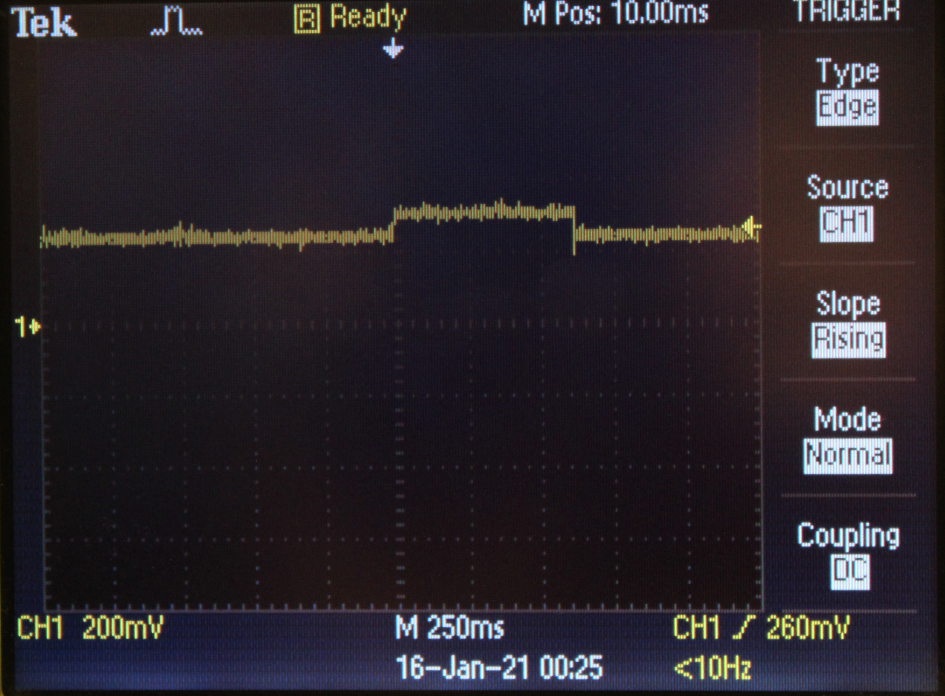 Tek R Ready M Pos: 10.00ms TRIGGER
Type
Edge
Source
CH1
Slope
Rising
Mode
Normal
Coupling
DC
1
CH1 200mV M 250ms CH1 260mV
16-Jan-21 00:25 <10Hz